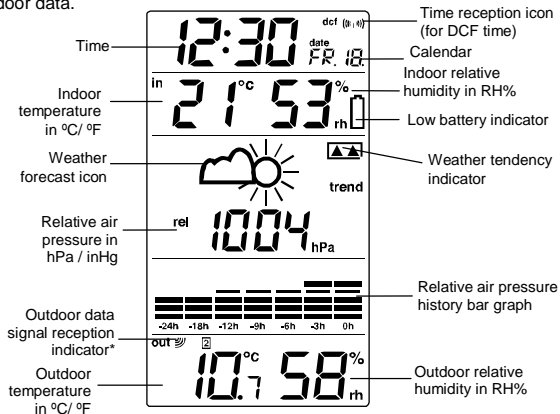 door data.
Time
12:30
dcf
date
FR. 18.
Time reception icon
(for DCF time)
Calendar
Indoor
temperature
in ºC/ ºF
in 21 °C 53 % rh
Indoor relative
humidity in RH%
Low battery indicator
Weather
forecast icon
trend
Weather tendency
indicator
Relative air
pressure in
hPa / inHg
rel 1004 hPa
-24h -18h -12h -9h -6h -3h 0h
Relative air pressure
history bar graph
Outdoor data
signal reception
indicator*
out 2
Outdoor
temperature
in ºC/ ºF
10.7 °C 58 % rh
Outdoor relative
humidity in RH%